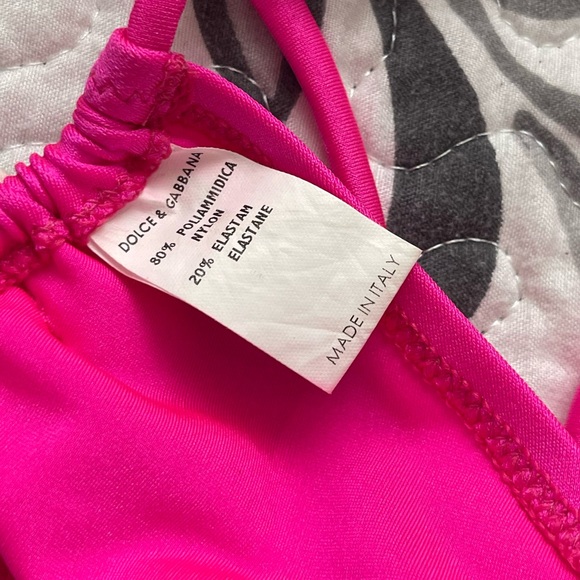 DOLCE & GABBANA
80% POLIAMMIDICA
NYLON
20% ELASTAM
ELASTANE
MADE IN ITALY